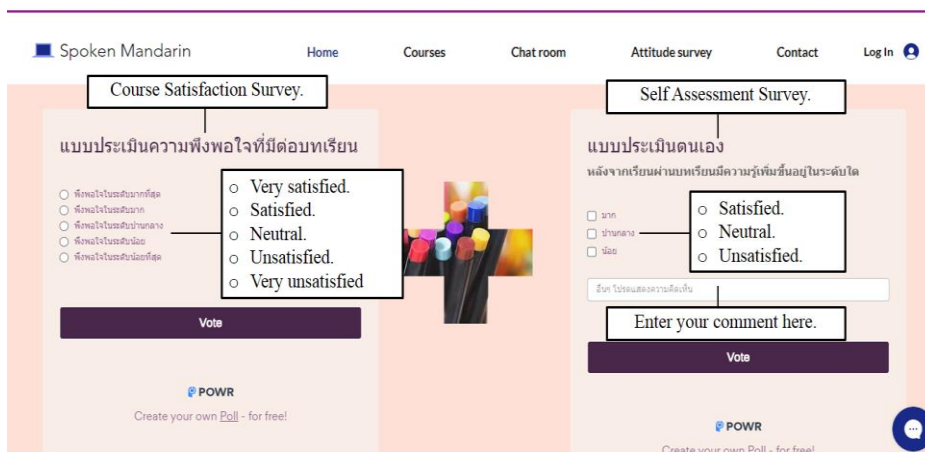 Spoken Mandarin Home Courses Chat room Attitude survey Contact Log In
Course Satisfaction Survey.
แบบประเมินความพึงพอใจที่มีต่อบทเรียน
พึงพอใจในระดับมากที่สุด
พึงพอใจในระดับมาก
พึงพอใจในระดับปานกลาง
พึงพอใจในระดับน้อย
พึงพอใจในระดับน้อยที่สุด
Very satisfied.
Satisfied.
Neutral.
Unsatisfied.
Very unsatisfied
Vote
POWR
Create your own Poll - for free!
Self Assessment Survey.
แบบประเมินตนเอง
หลังจากเรียนผ่านบทเรียนมีความรู้เพิ่มขึ้นอยู่ในระดับใด
มาก
ปานกลาง
น้อย
Satisfied.
Neutral.
Unsatisfied.
อื่นๆ โปรดแสดงความคิดเห็น
Enter your comment here.
Vote
POWR
Create your own Poll - for free!